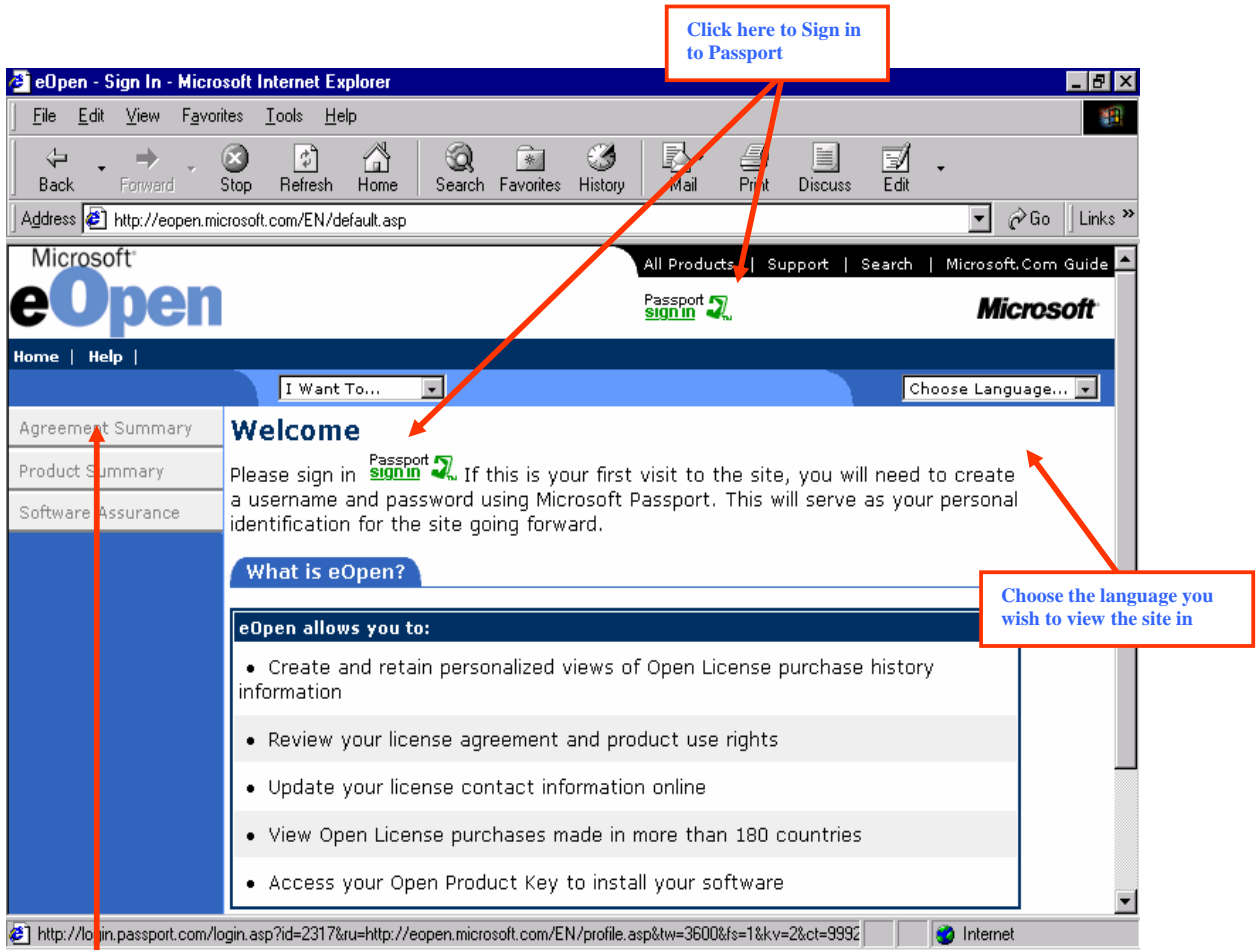 Click here to Sign in
to Passport
eOpen - Sign In - Microsoft Internet Explorer
File Edit View Favorites Tools Help
Back Forward Stop Refresh Home Search Favorites History Mail Print Discuss Edit
Address http://eopen.microsoft.com/EN/default.asp Go Links »
Microsoft
eOpen
All Products | Support | Search | Microsoft.Com Guide
Passport
sign in
Microsoft
Home | Help |
I Want To... Choose Language...
Agreement Summary
Product Summary
Software Assurance
Welcome
Please sign in Passport sign in If this is your first visit to the site, you will need to create
a username and password using Microsoft Passport. This will serve as your personal
identification for the site going forward.
Choose the language you
wish to view the site in
What is eOpen?
eOpen allows you to:
• Create and retain personalized views of Open License purchase history
information
• Review your license agreement and product use rights
• Update your license contact information online
• View Open License purchases made in more than 180 countries
• Access your Open Product Key to install your software
http://login.passport.com/login.asp?id=2317&ru=http://eopen.microsoft.com/EN/profile.asp&tw=3600&fs=1&kv=2&ct=9992 Internet